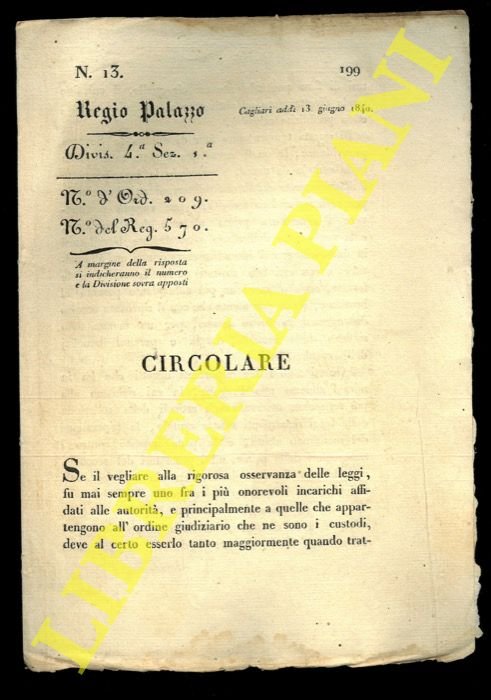 N. 13.
199
Regio Palazzo
Cagliari addì 13 giugno 1840.
Divis. 4.ª Sez. 1.ª
N.º d'Ord. 209.
N.º del Reg. 570.
A margine della risposta
si indicheranno il numero
e la Divisione sovra apposti
CIRCOLARE
Se il vegliare alla rigorosa osservanza delle leggi,
fu mai sempre uno fra i più onorevoli incarichi affi-
dati alle autorità, e principalmente a quelle che appar-
tengono all'ordine giudiziario che ne sono i custodi,
deve al certo esserlo tanto maggiormente quando trat-
LIBRERIA PIANI